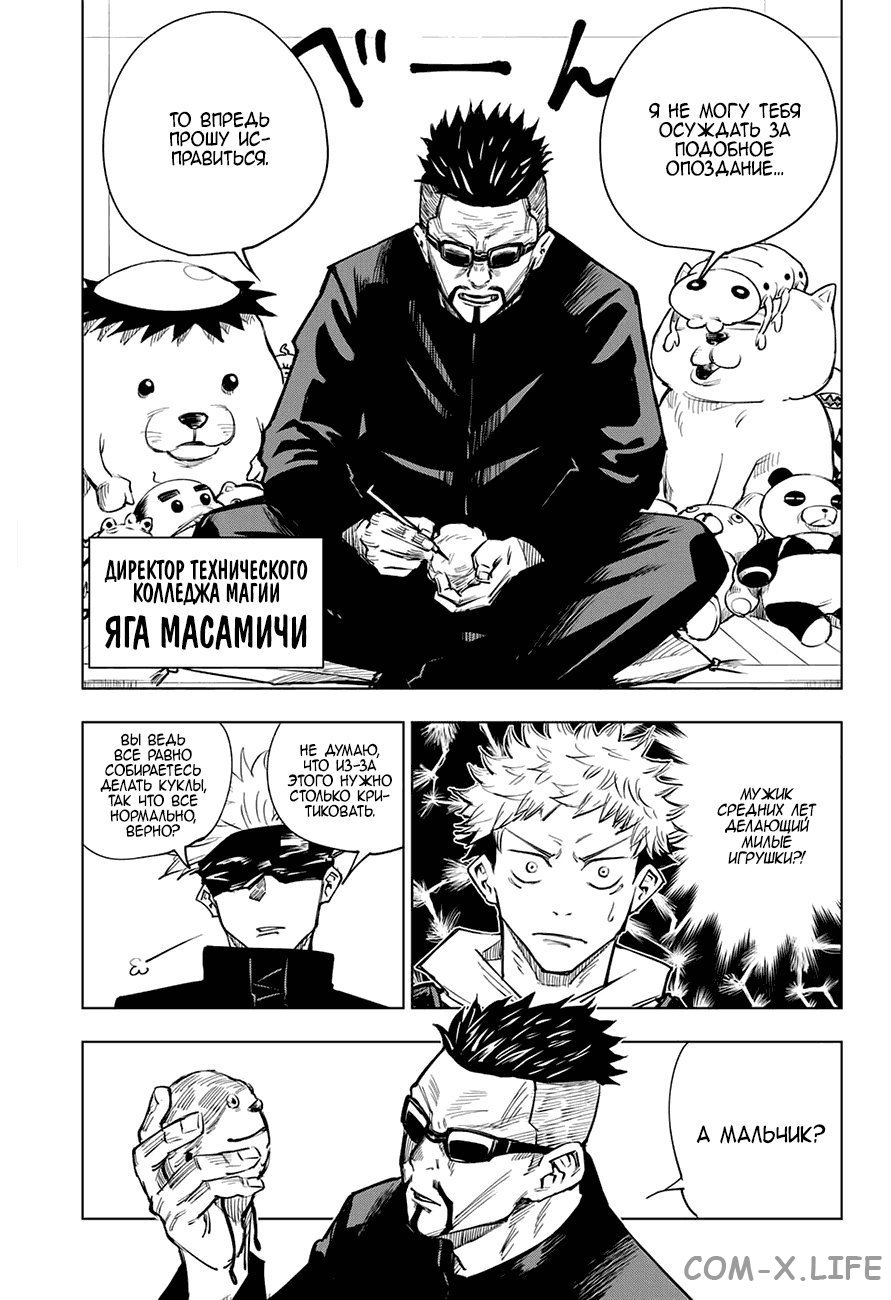 べーん
Я НЕ МОГУ ТЕБЯ
ОСУЖДАТЬ ЗА
ПОДОБНОЕ
ОПОЗДАНИЕ...
ТО ВПРЕДЬ
ПРОШУ ИС-
ПРАВИТЬСЯ.
ДИРЕКТОР ТЕХНИЧЕСКОГО
КОЛЛЕДЖА МАГИИ
ЯГА МАСАМИЧИ
МУЖИК
СРЕДНИХ ЛЕТ
ДЕЛАЮЩИЙ
МИЛЫЕ
ИГРУШКИ?!
НЕ ДУМАЮ,
ЧТО ИЗ-ЗА
ЭТОГО НУЖНО
СТОЛЬКО КРИ-
ТИКОВАТЬ.
ВЫ ВЕДЬ
ВСЕ РАВНО
СОБИРАЕТЕСЬ
ДЕЛАТЬ КУКЛЫ,
ТАК ЧТО ВСЕ
НОРМАЛЬНО,
ВЕРНО?
А МАЛЬЧИК?
COM-X.LIFE